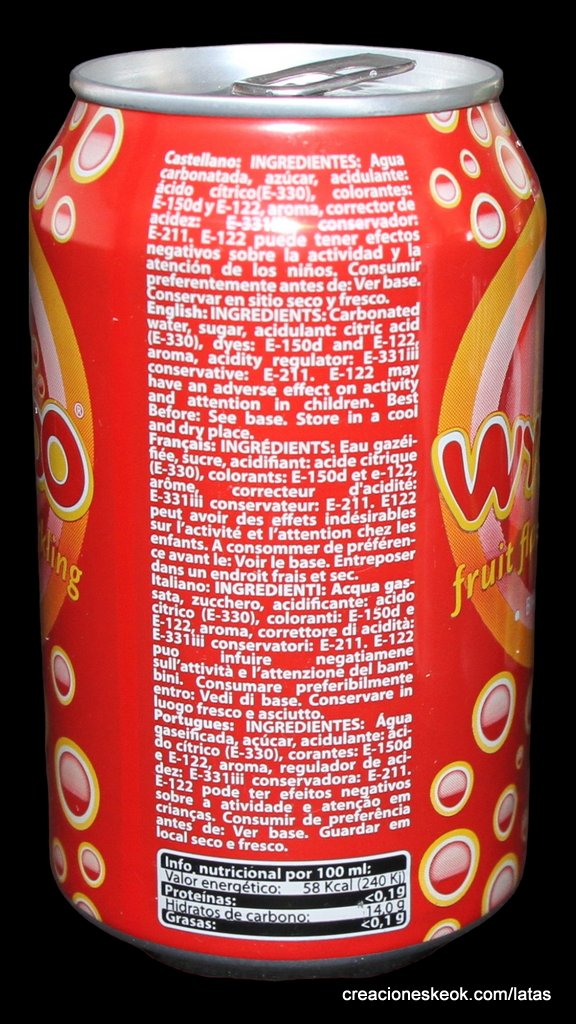 Castellano: INGREDIENTES: Agua
carbonatada, azúcar, acidulante:
ácido cítrico(E-330), colorantes:
E-150d y E-122, aroma, corrector de
acidez: E-331iii conservador:
E-211. E-122 puede tener efectos
negativos sobre la actividad y la
atención de los niños. Consumir
preferentemente antes de: Ver base.
Conservar en sitio seco y fresco.
English: INGREDIENTS: Carbonated
water, sugar, acidulant: citric acid
(E-330), dyes: E-150d and E-122,
aroma, acidity regulator: E-331iii
conservative: E-211. E-122 may
have an adverse effect on activity
and attention in children. Best
Before: See base. Store in a cool
and dry place.
Français: INGRÉDIENTS: Eau gazéi-
fiée, sucre, acidifiant: acide citrique
(E-330), colorants: E-150d et e-122,
arôme, correcteur d'acidité:
E-331iii conservateur: E-211. E122
peut avoir des effets indésirables
sur l'activité et l'attention chez les
enfants. A consommer de préféren-
ce avant le: Voir le base. Entreposer
dans un endroit frais et sec.
Italiano: INGREDIENTI: Acqua gas-
sata, zucchero, acidificante: acido
citrico (E-330), coloranti: E-150d e
E-122, aroma, correttore di acidità:
E-331iii conservatori: E-211. E-122
puo infuire negatiamene
sull'attività e l'attenzione del bam-
bini. Consumare preferibilmente
entro: Vedi di base. Conservare in
luogo fresco e asciutto.
Portugues: INGREDIENTES: Água
gaseificada, açúcar, acidulante: áci-
do cítrico (E-330), corantes: E-150d
e E-122, aroma, regulador de aci-
dez: E-331iii conservadora: E-211.
E-122 pode ter efeitos negativos
sobre a atividade e atenção em
crianças. Consumir de preferência
antes de: Ver base. Guardar em
local seco e fresco.
Info. nutricional por 100 ml:
Valor energético: 58 Kcal (240 Kj)
Proteínas: <0,1g
Hidratos de carbono: 14,0 g
Grasas: <0,1 g
fruit
creacioneskeok.com/latas